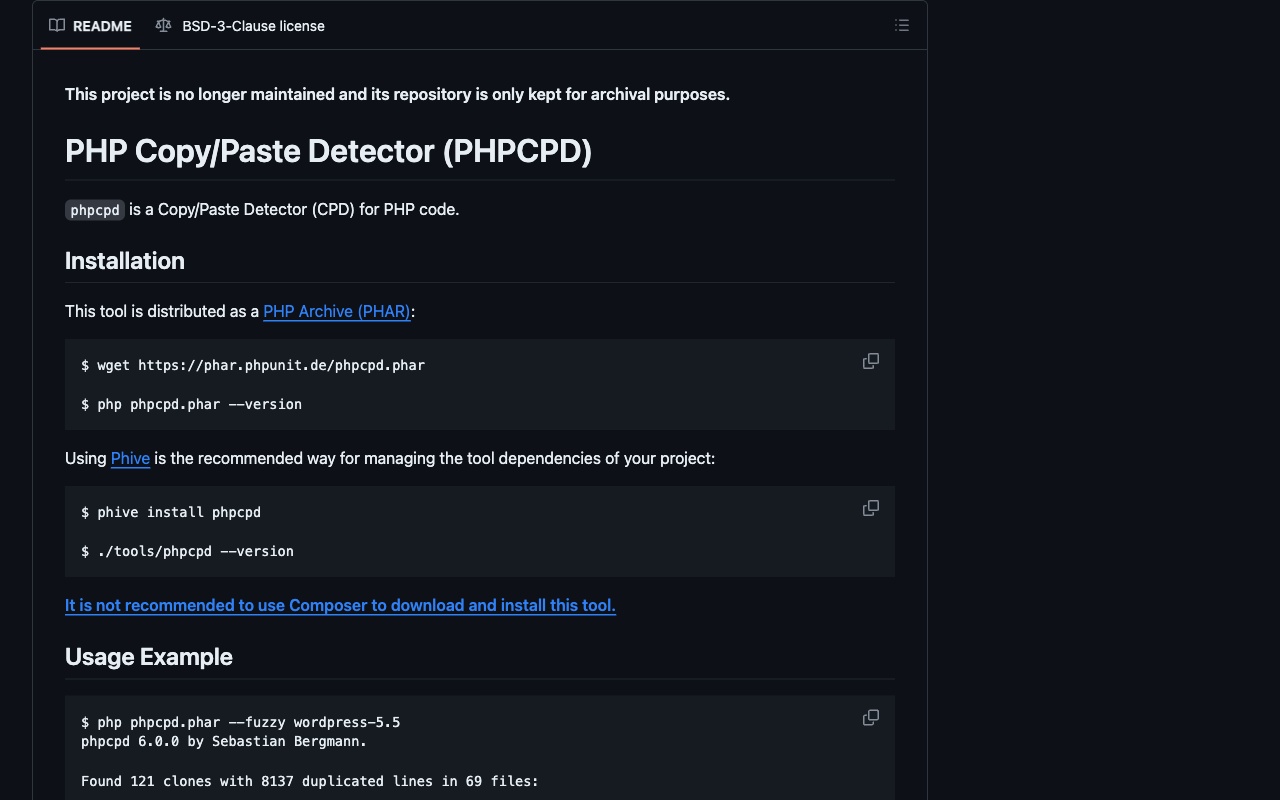 README BSD-3-Clause license
This project is no longer maintained and its repository is only kept for archival purposes.
PHP Copy/Paste Detector (PHPCPD)
phpcpd is a Copy/Paste Detector (CPD) for PHP code.
Installation
This tool is distributed as a PHP Archive (PHAR):
$ wget https://phar.phpunit.de/phpcpd.phar
$ php phpcpd.phar --version
Using Phive is the recommended way for managing the tool dependencies of your project:
$ phive install phpcpd
$ ./tools/phpcpd --version
It is not recommended to use Composer to download and install this tool.
Usage Example
$ php phpcpd.phar --fuzzy wordpress-5.5
phpcpd 6.0.0 by Sebastian Bergmann.
Found 121 clones with 8137 duplicated lines in 69 files: